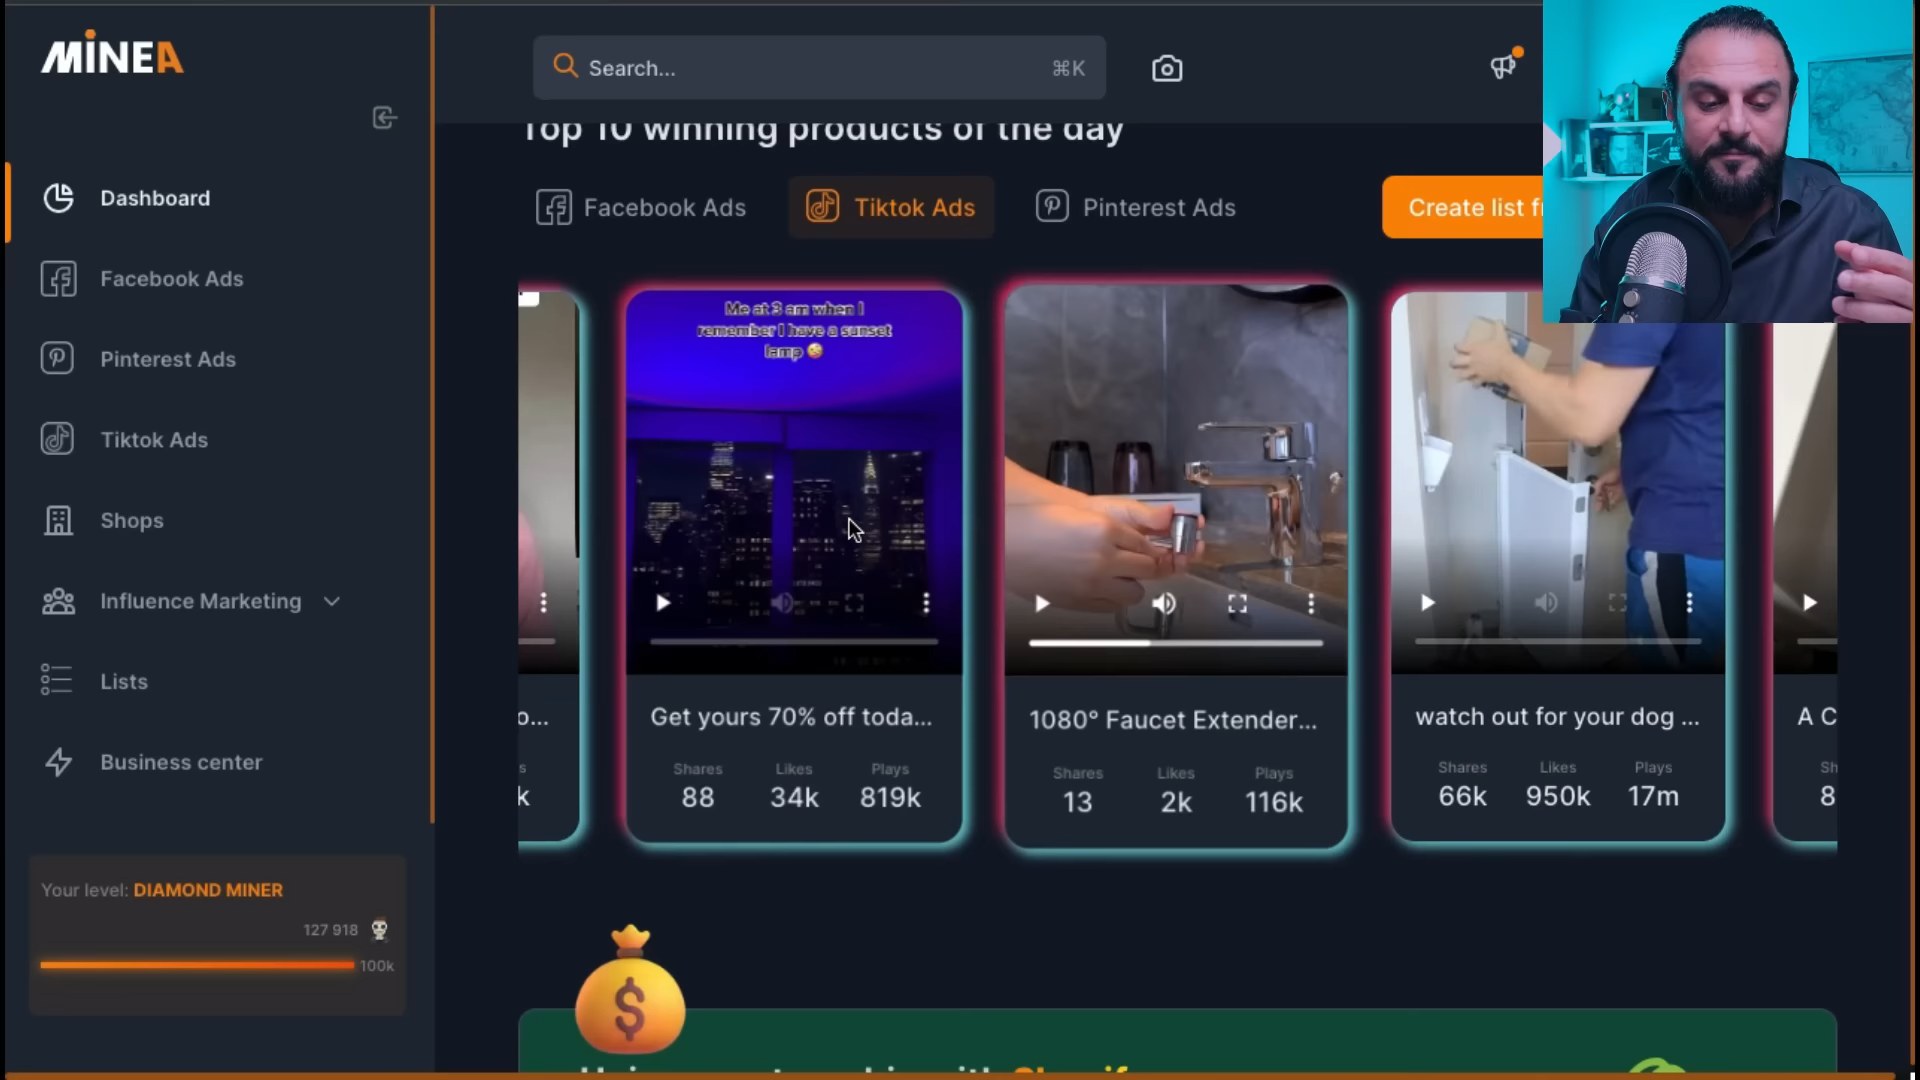 MINEA
Search...
⌘K
Top 10 winning products of the day
Dashboard
Facebook Ads
Pinterest Ads
Tiktok Ads
Shops
Influence Marketing
Lists
Business center
Your level: DIAMOND MINER
127 918
100k
Facebook Ads
Tiktok Ads
Pinterest Ads
Create list f
o...
s
k
Me at 3 am when I
remember I have a sunset
lamp 🤪
Get yours 70% off toda...
Shares Likes Plays
88 34k 819k
1080° Faucet Extender...
Shares Likes Plays
13 2k 116k
watch out for your dog ...
Shares Likes Plays
66k 950k 17m
A C
Sh
8